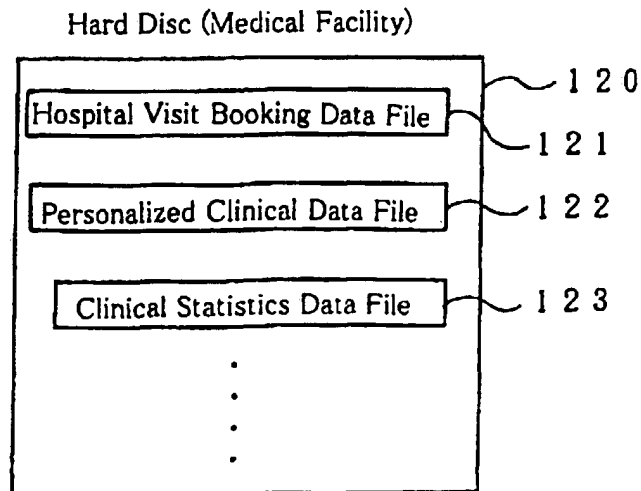 Hard Disc (Medical Facility)
120
Hospital Visit Booking Data File
121
Personalized Clinical Data File
122
Clinical Statistics Data File
123